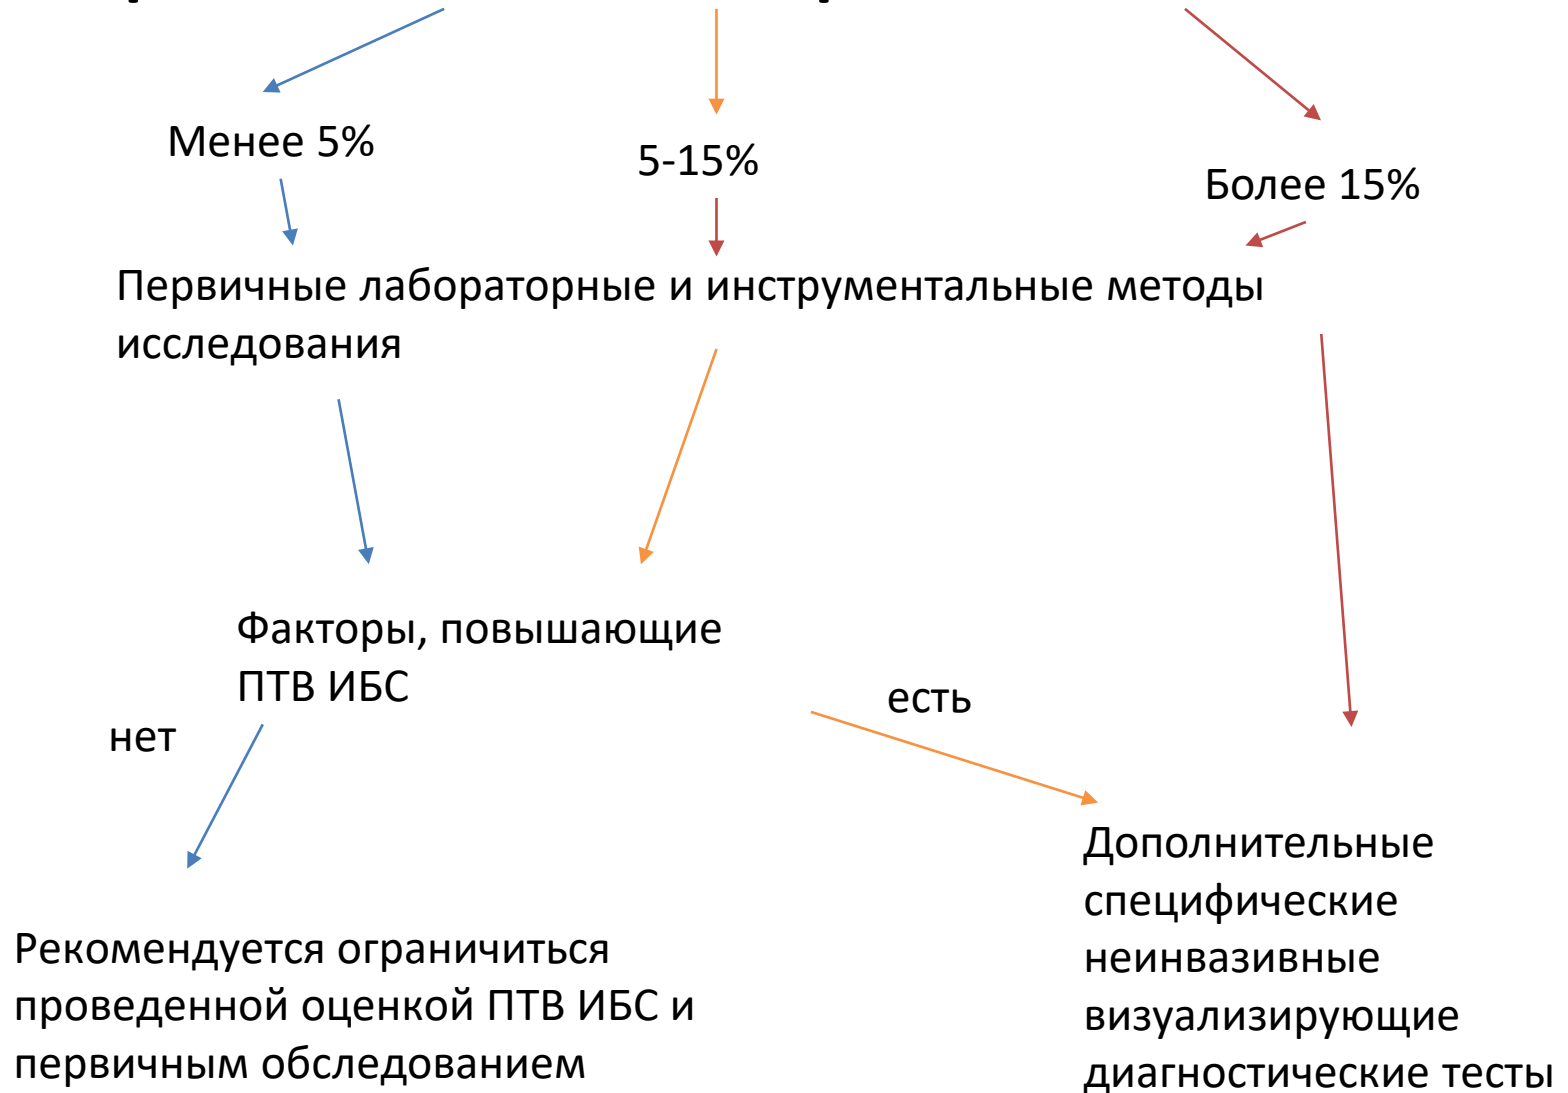 Менее 5%
5-15%
Более 15%
Первичные лабораторные и инструментальные методы
исследования
Факторы, повышающие
ПТВ ИБС
нет
есть
Дополнительные
специфические
неинвазивные
визуализирующие
диагностические тесты
Рекомендуется ограничиться
проведенной оценкой ПТВ ИБС и
первичным обследованием